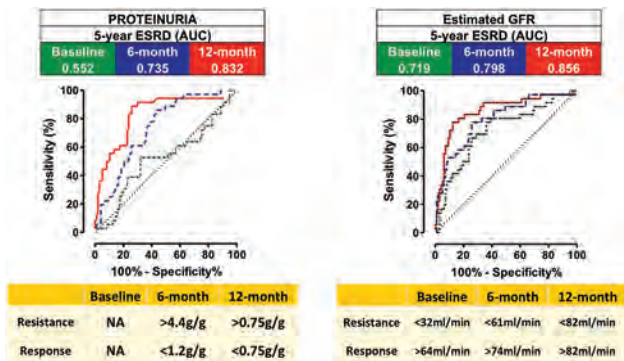 PROTEINURIA
5-year ESRD (AUC)
Baseline 6-month 12-month
0.552 0.735 0.832
Sensitivity (%)
100
80
60
40
20
0
0 20 40 60 80 100
100% - Specificity%
Baseline 6-month 12-month
Resistance NA >4.4g/g >0.75g/g
Response NA <1.2g/g <0.75g/g
Estimated GFR
5-year ESRD (AUC)
Baseline 6-month 12-month
0.719 0.798 0.856
Sensitivity (%)
100
80
60
40
20
0
0 20 40 60 80 100
100% - Specificity%
Baseline 6-month 12-month
Resistance <32ml/min <61ml/min <82ml/min
Response >64ml/min >74ml/min >82ml/min